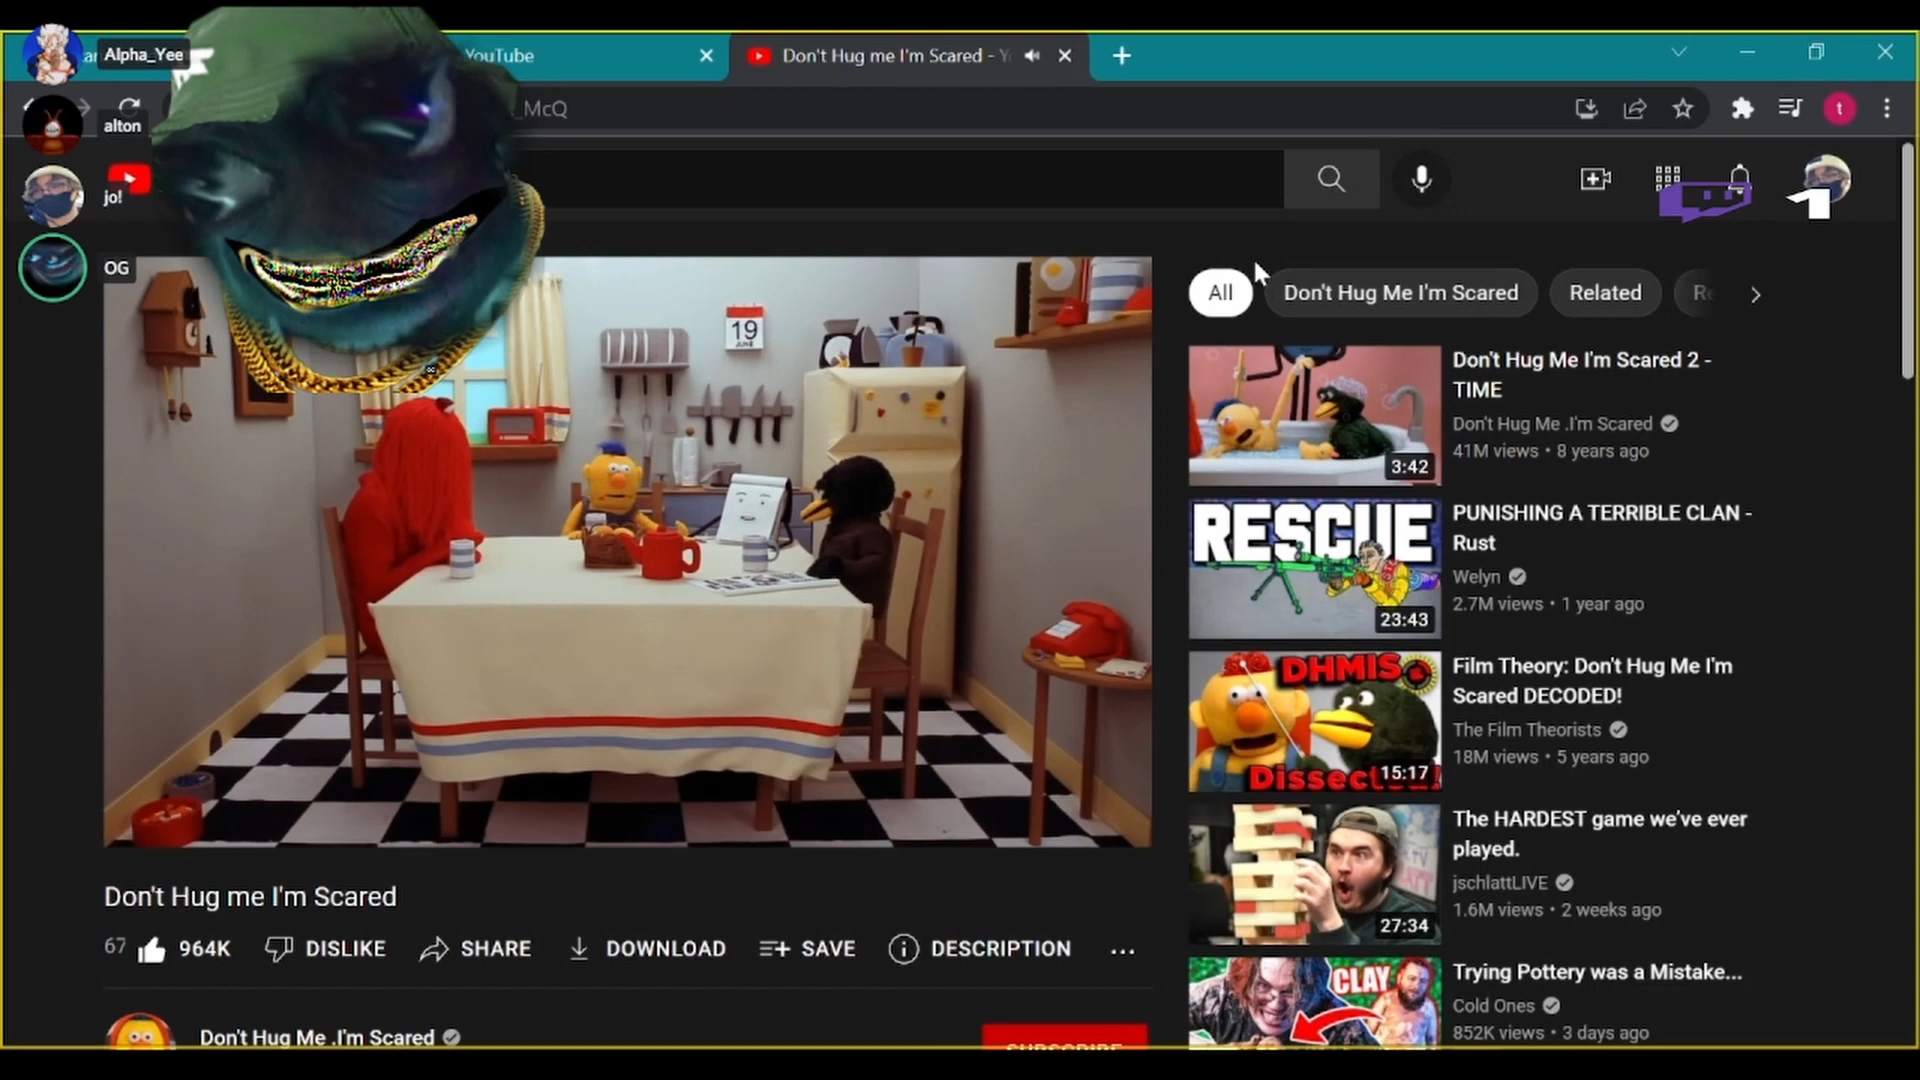 Alpha_Yee
YouTube
Don't Hug me I'm Scared - Y
alton
_McQ
t
jo!
OG
19
JUNE
All
Don't Hug Me I'm Scared
Related
Re
Don't Hug Me I'm Scared 2 -
TIME
Don't Hug Me .I'm Scared
41M views • 8 years ago
3:42
RESCUE
PUNISHING A TERRIBLE CLAN -
Rust
Welyn
2.7M views • 1 year ago
23:43
DHMIS
Film Theory: Don't Hug Me I'm
Scared DECODED!
The Film Theorists
18M views • 5 years ago
15:17
The HARDEST game we've ever
played.
jschlattLIVE
1.6M views • 2 weeks ago
27:34
CLAY
Trying Pottery was a Mistake...
Cold Ones
852K views • 3 days ago
Don't Hug me I'm Scared
67 964K DISLIKE SHARE DOWNLOAD SAVE DESCRIPTION ...
Don't Hug Me .I'm Scared
SUBSCRIBE